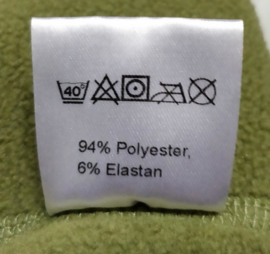 40°
94% Polyester,
6% Elastan